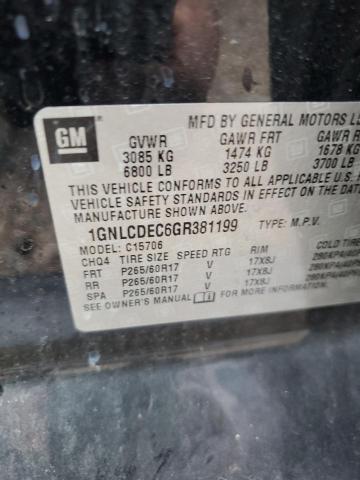 GM
MFD BY GENERAL MOTORS
GVWR GAWR FRT GAWR
3085 KG 1474 KG 1678 KG
6800 LB 3250 LB 3700 LB
THIS VEHICLE CONFORMS TO ALL APPLICABLE U.S. F
VEHICLE SAFETY STANDARDS IN EFFECT ON THE DATE
MANUFACTURE SHOWN ABOVE.
1GNLCDEC6GR381199 TYPE: M.P.V.
MODEL: C15706
CHQ4 TIRE SIZE SPEED RTG RIM COLD TIRE
FRT P265/60R17 V 17X8J
RR P265/60R17 V 17X8J
SPA P265/60R17 V 17X8J
SEE OWNER'S MANUAL FOR MORE INFORMATION.